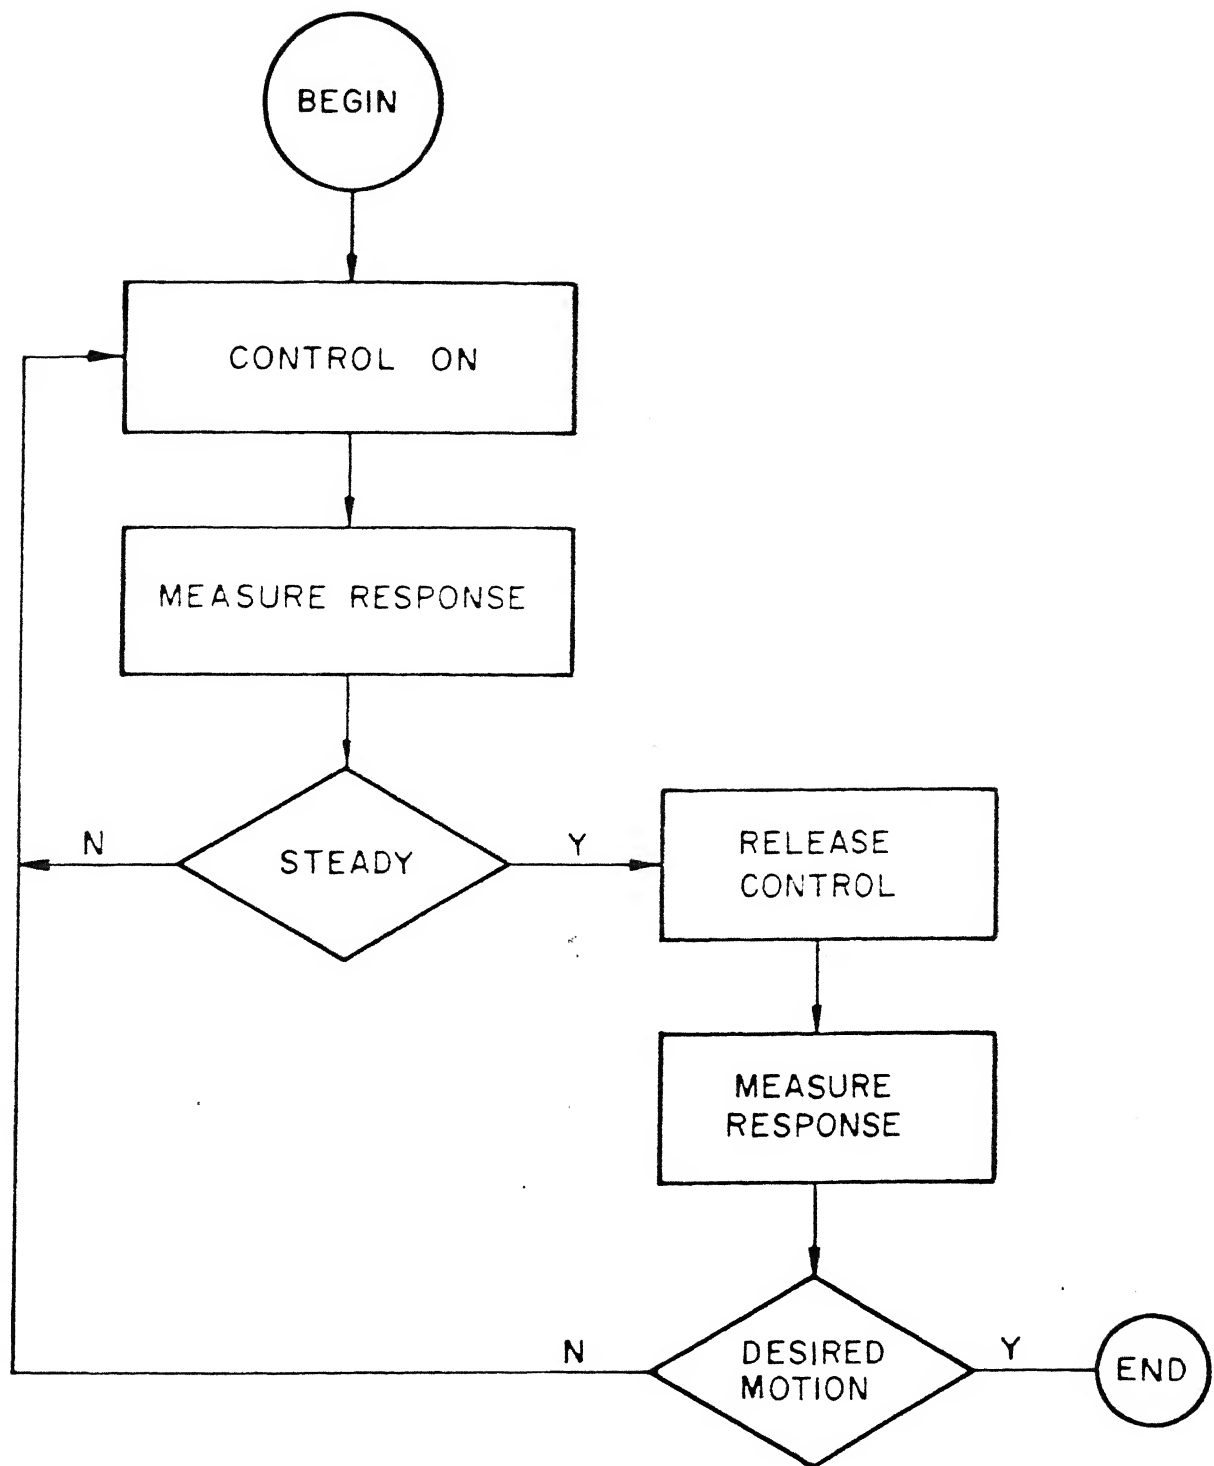 BEGIN
CONTROL ON
MEASURE RESPONSE
STEADY
N
Y
RELEASE
CONTROL
MEASURE
RESPONSE
DESIRED
MOTION
N
Y
END